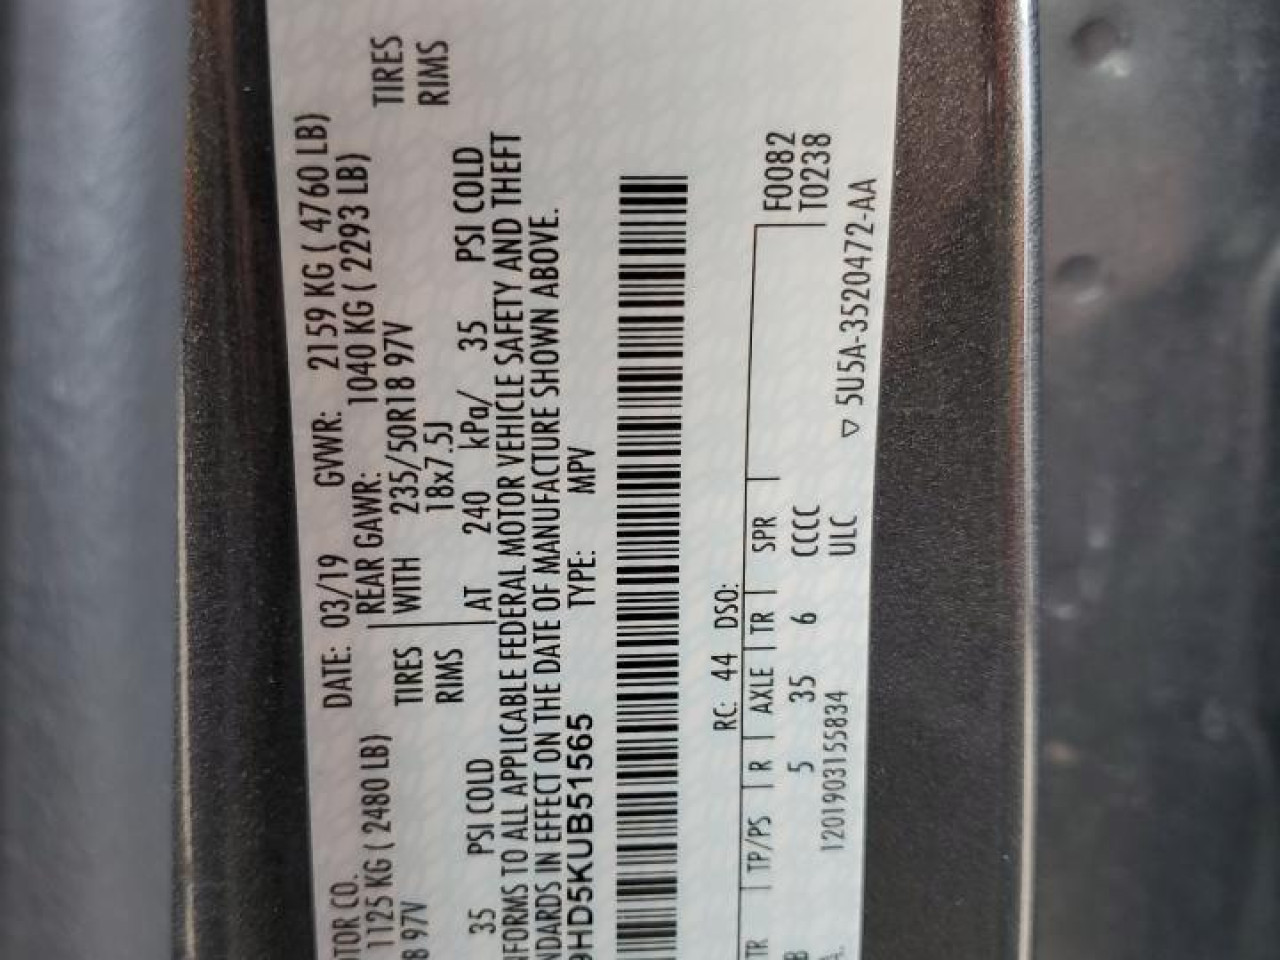 OTOR CO. DATE: 03/19 GVWR: 2159 KG ( 4760 LB)
1125 KG ( 2480 LB) REAR GAWR: 1040 KG ( 2293 LB)
8 97V TIRES WITH 235/50R18 97V TIRES
RIMS 18x7.5J RIMS
35 PSI COLD AT 240 kPa/ 35 PSI COLD
NFORMS TO ALL APPLICABLE FEDERAL MOTOR VEHICLE SAFETY AND THEFT
NDARDS IN EFFECT ON THE DATE OF MANUFACTURE SHOWN ABOVE.
9HD5KUB51565 TYPE: MPV
RC: 44 DSO:
TR TP/PS R AXLE TR SPR F0082
B 5 35 6 CCCC T0238
A. 1201903155834 ULC
▽ 5U5A-3520472-AA